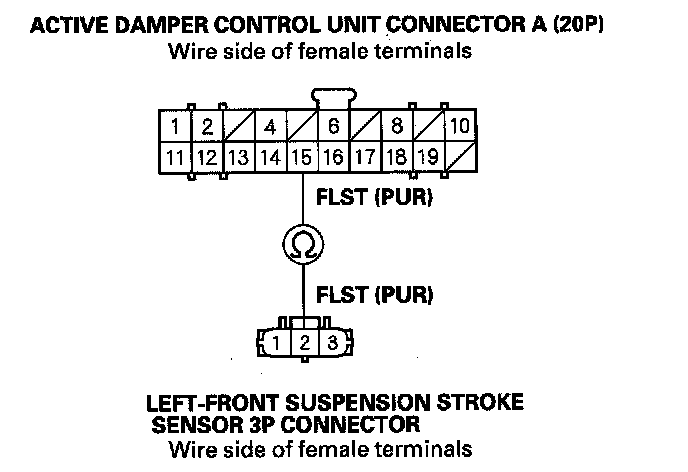 ACTIVE DAMPER CONTROL UNIT CONNECTOR A (20P)
Wire side of female terminals
1 2 4 6 8 10
11 12 13 14 15 16 17 18 19
FLST (PUR)
Ω
FLST (PUR)
1 2 3
LEFT-FRONT SUSPENSION STROKE
SENSOR 3P CONNECTOR
Wire side of female terminals